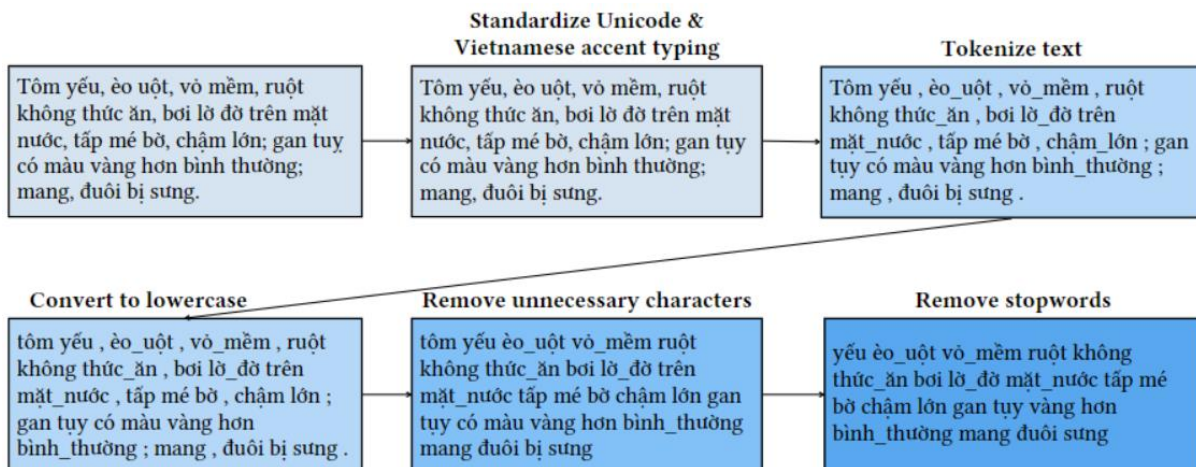 Standardize Unicode &
Vietnamese accent typing
Tokenize text
Tôm yếu, èo uột, vỏ mềm, ruột
không thức ăn, bơi lờ đờ trên mặt
nước, tấp mé bờ, chậm lớn; gan tuỵ
có màu vàng hơn bình thường;
mang, đuôi bị sưng.
Tôm yếu, èo uột, vỏ mềm, ruột
không thức ăn, bơi lờ đờ trên mặt
nước, tấp mé bờ, chậm lớn; gan tụy
có màu vàng hơn bình thường;
mang, đuôi bị sưng.
Tôm yếu , èo_uột , vỏ_mềm , ruột
không thức_ăn , bơi lờ_đờ trên
mặt_nước , tấp mé bờ , chậm_lớn ; gan
tụy có màu vàng hơn bình_thường ;
mang , đuôi bị sưng .
Convert to lowercase
Remove unnecessary characters
Remove stopwords
tôm yếu , èo_uột , vỏ_mềm , ruột
không thức_ăn , bơi lờ_đờ trên
mặt_nước , tấp mé bờ , chậm lớn ;
gan tụy có màu vàng hơn
bình_thường ; mang , đuôi bị sưng .
tôm yếu èo_uột vỏ_mềm ruột
không thức_ăn bơi lờ_đờ trên
mặt_nước tấp mé bờ chậm lớn gan
tụy có màu vàng hơn bình_thường
mang đuôi bị sưng
yếu èo_uột vỏ_mềm ruột không
thức_ăn bơi lờ_đờ mặt_nước tấp mé
bờ chậm lớn gan tụy vàng hơn
bình_thường mang đuôi sưng